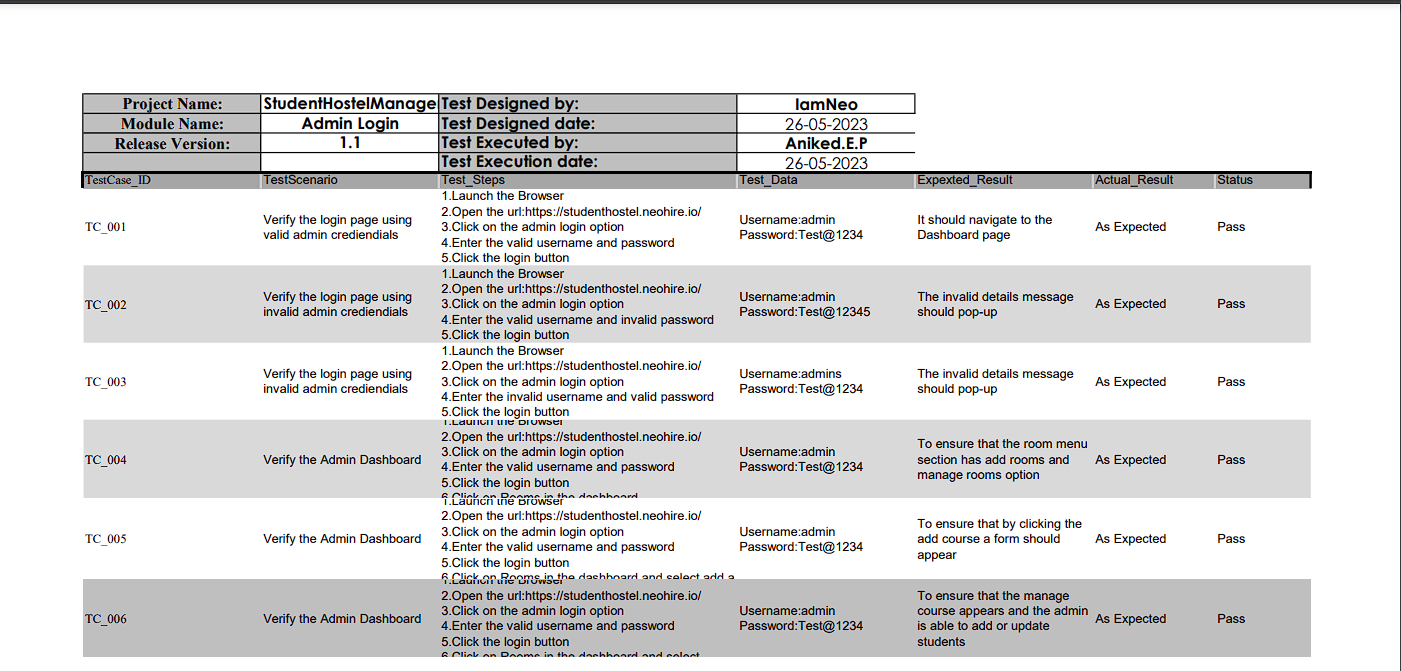 Project Name: StudentHostelManage Test Designed by: IamNeo
Module Name: Admin Login Test Designed date: 26-05-2023
Release Version: 1.1 Test Executed by: Aniked.E.P
Test Execution date: 26-05-2023
TestCase_ID TestScenario Test_Steps Test_Data Expexted_Result Actual_Result Status
TC_001
Verify the login page using
valid admin crediendials
1.Launch the Browser
2.Open the url:https://studenthostel.neohire.io/
3.Click on the admin login option
4.Enter the valid username and password
5.Click the login button
Username:admin
Password:Test@1234
It should navigate to the
Dashboard page
As Expected
Pass
TC_002
Verify the login page using
invalid admin crediendials
1.Launch the Browser
2.Open the url:https://studenthostel.neohire.io/
3.Click on the admin login option
4.Enter the valid username and invalid password
5.Click the login button
Username:admin
Password:Test@12345
The invalid details message
should pop-up
As Expected
Pass
TC_003
Verify the login page using
invalid admin crediendials
1.Launch the Browser
2.Open the url:https://studenthostel.neohire.io/
3.Click on the admin login option
4.Enter the invalid username and valid password
5.Click the login button
Username:admins
Password:Test@1234
The invalid details message
should pop-up
As Expected
Pass
TC_004
Verify the Admin Dashboard
1.Launch the Browser
2.Open the url:https://studenthostel.neohire.io/
3.Click on the admin login option
4.Enter the valid username and password
5.Click the login button
6.Click on Rooms in the dashboard
Username:admin
Password:Test@1234
To ensure that the room menu
section has add rooms and
manage rooms option
As Expected
Pass
TC_005
Verify the Admin Dashboard
1.Launch the Browser
2.Open the url:https://studenthostel.neohire.io/
3.Click on the admin login option
4.Enter the valid username and password
5.Click the login button
6.Click on Rooms in the dashboard and select add a
Username:admin
Password:Test@1234
To ensure that by clicking the
add course a form should
appear
As Expected
Pass
TC_006
Verify the Admin Dashboard
1.Launch the Browser
2.Open the url:https://studenthostel.neohire.io/
3.Click on the admin login option
4.Enter the valid username and password
5.Click the login button
6.Click on Rooms in the dashboard and select
Username:admin
Password:Test@1234
To ensure that the manage
course appears and the admin
is able to add or update
students
As Expected
Pass